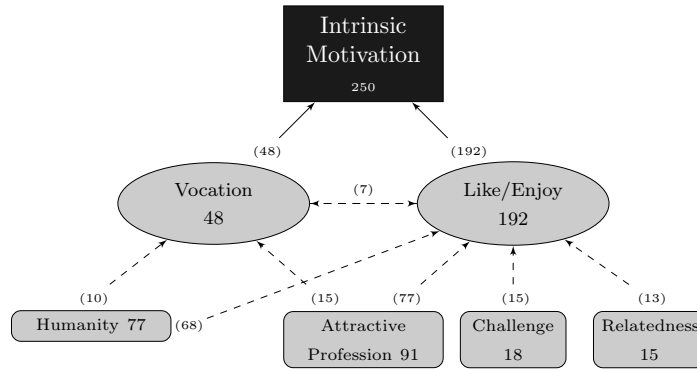 Intrinsic
Motivation
250
(48)
(192)
Vocation
48
(7)
Like/Enjoy
192
(10)
(15)
(77)
(15)
(13)
Humanity 77
(68)
Attractive
Profession 91
Challenge
18
Relatedness
15